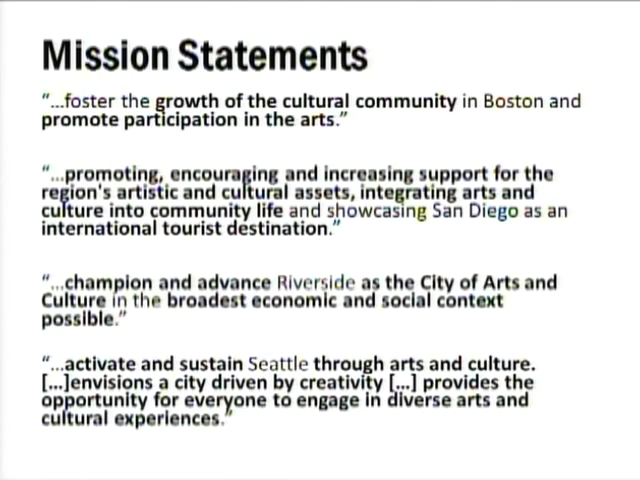 Mission Statements
“...foster the growth of the cultural community in Boston and
promote participation in the arts.”
“...promoting, encouraging and increasing support for the
region's artistic and cultural assets, integrating arts and
culture into community life and showcasing San Diego as an
international tourist destination.”
“...champion and advance Riverside as the City of Arts and
Culture in the broadest economic and social context
possible.”
“...activate and sustain Seattle through arts and culture.
[...]envisions a city driven by creativity [...] provides the
opportunity for everyone to engage in diverse arts and
cultural experiences.”